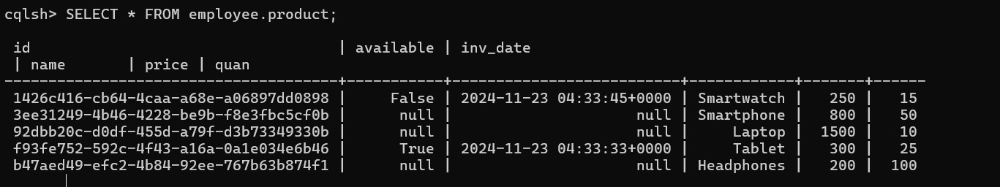 cqlsh> SELECT * FROM employee.product;
id | available | inv_date
| name | price | quan
--------------------------------------+-----------+--------------------------+------------+-------+------
1426c416-cb64-4caa-a68e-a06897dd0898 | False | 2024-11-23 04:33:45+0000 | Smartwatch | 250 | 15
3ee31249-4b46-4228-be9b-f8e3fbc5cf0b | null | null | Smartphone | 800 | 50
92dbb20c-d0df-455d-a79f-d3b73349330b | null | null | Laptop | 1500 | 10
f93fe752-592c-4f43-a16a-0a1e034e6b46 | True | 2024-11-23 04:33:33+0000 | Tablet | 300 | 25
b47aed49-efc2-4b84-92ee-767b63b874f1 | null | null | Headphones | 200 | 100